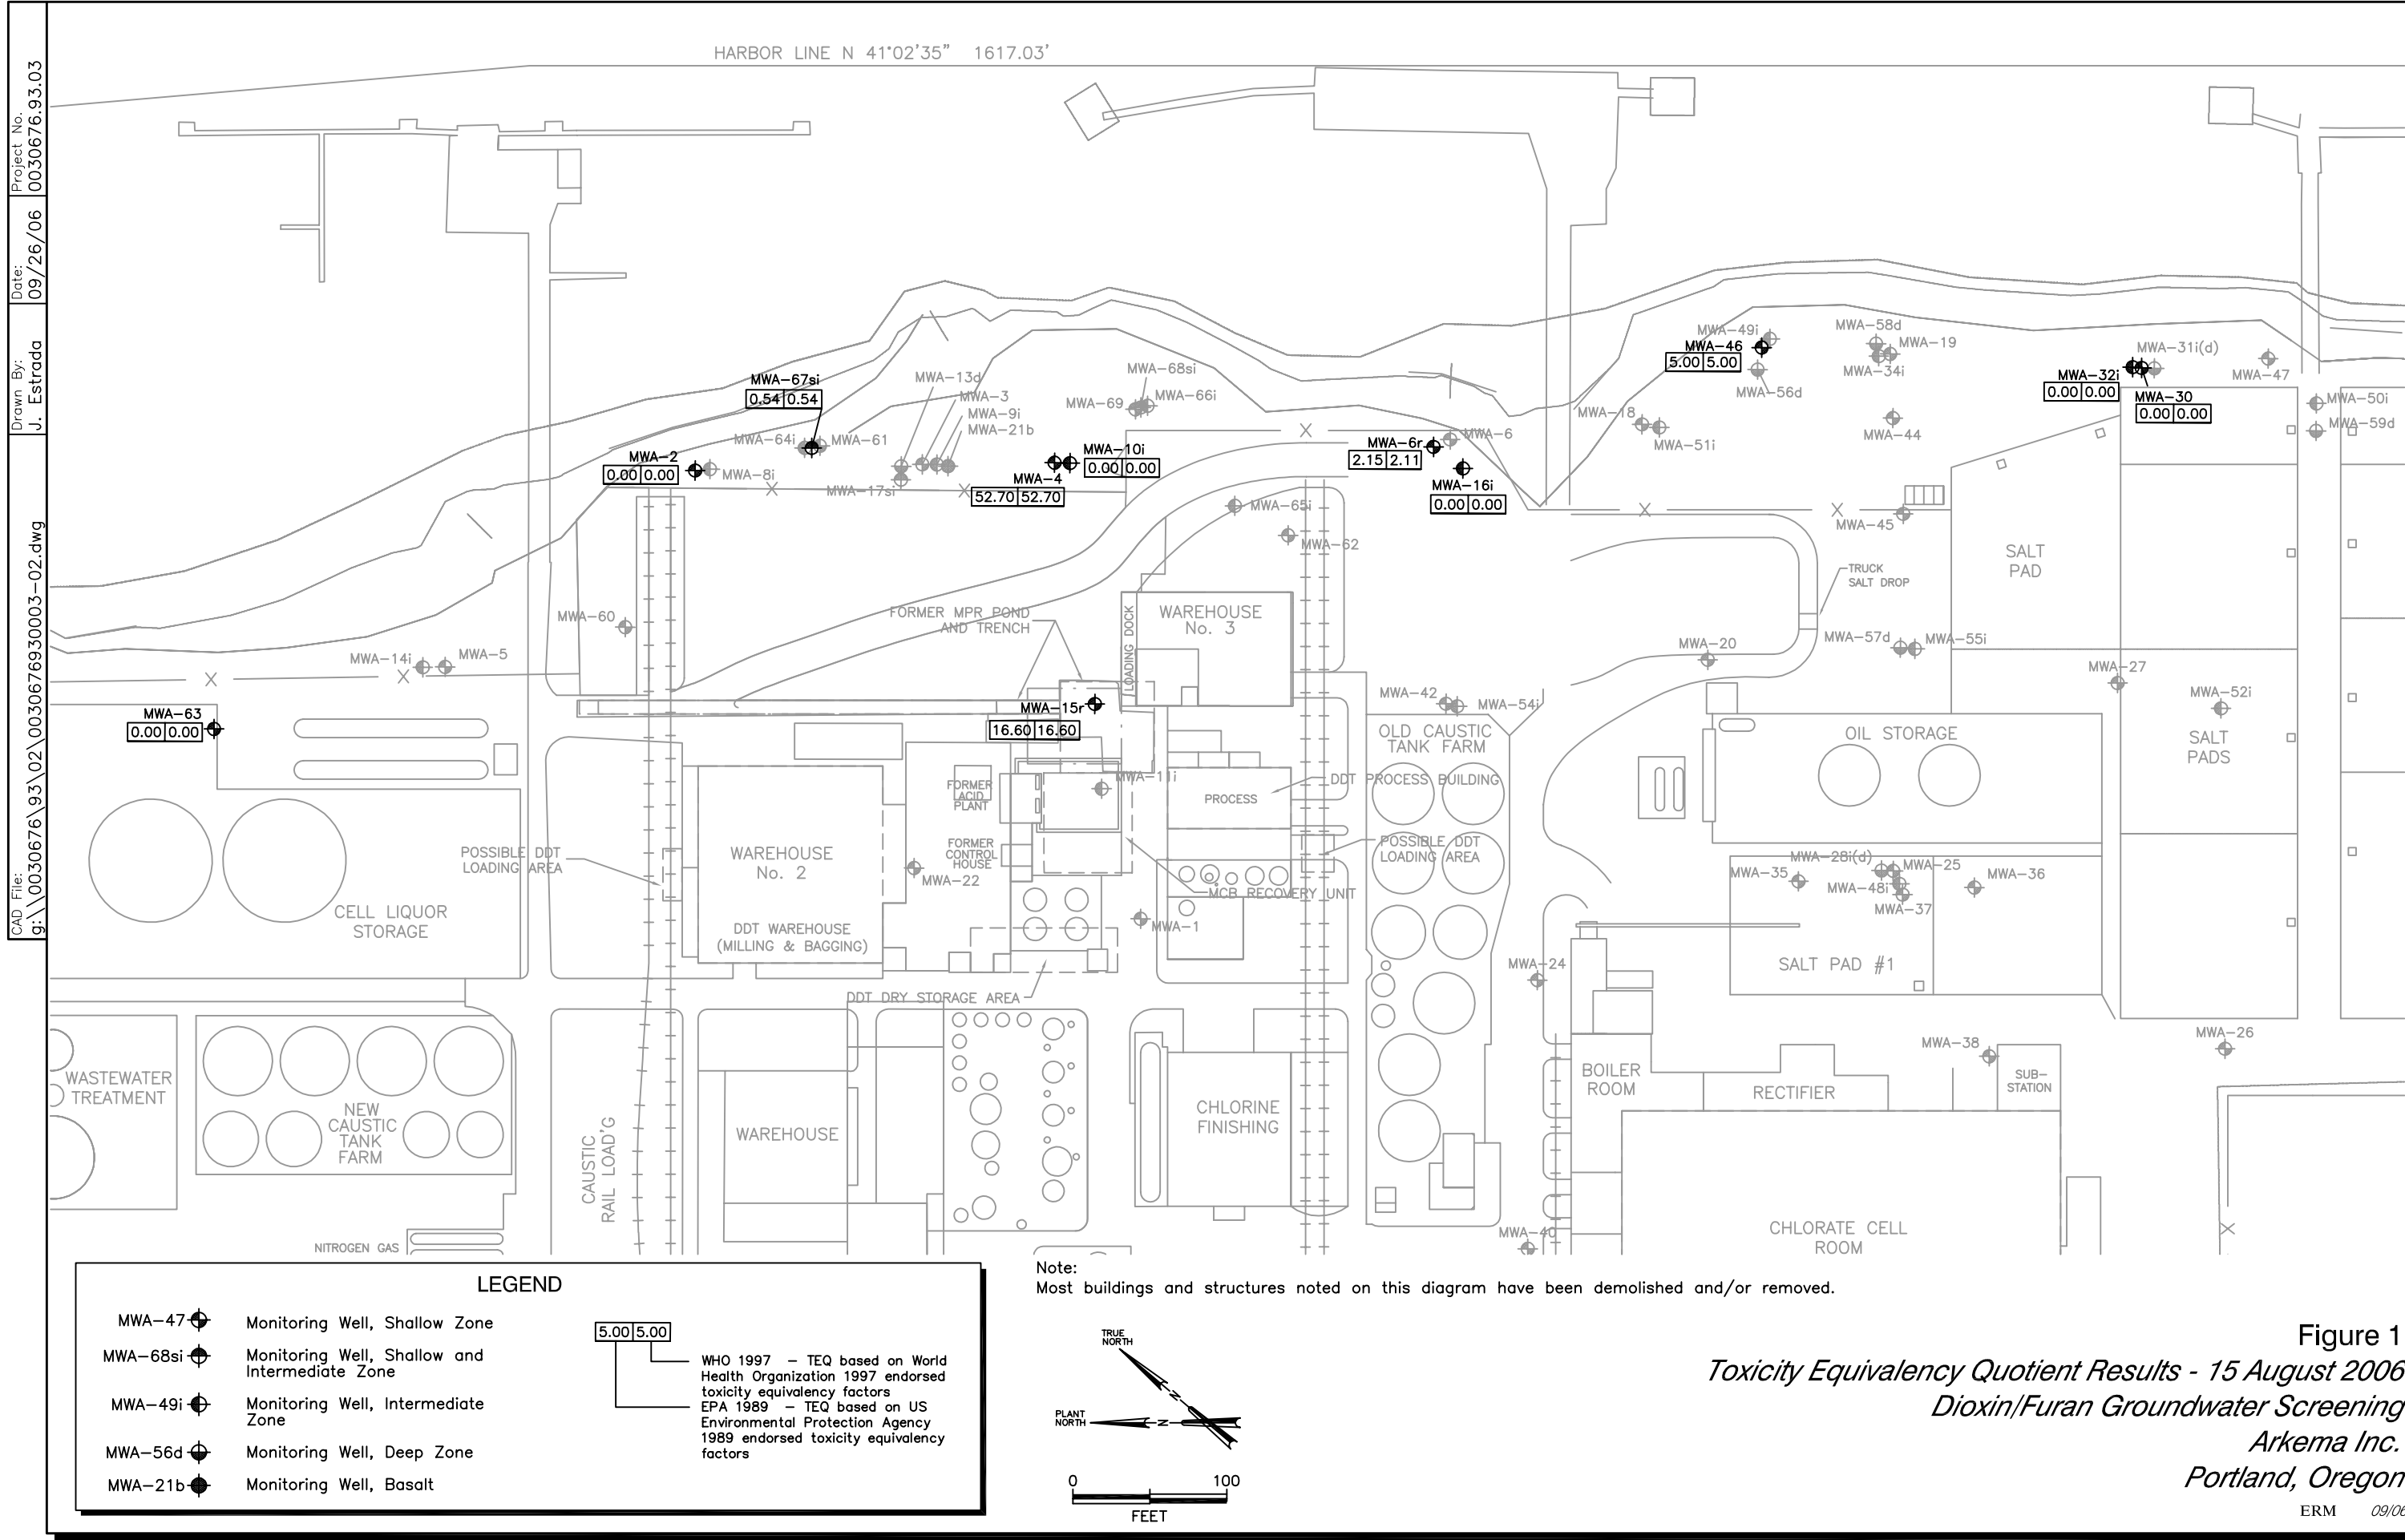 HARBOR LINE N 41°02'35" 1617.03'
Project No.
0030676.93.03
Date:
09/26/06
Drawn By:
J. Estrada
CAD File:
g:\\0030676\93\02\0030676930003-02.dwg
MWA-67si
0.54 0.54
MWA-64i
MWA-61
MWA-2
0.00 0.00
MWA-8i
MWA-13d
MWA-3
MWA-9i
MWA-21b
MWA-17si
MWA-68si
MWA-69
MWA-66i
MWA-10i
0.00 0.00
MWA-4
52.70 52.70
MWA-6r
2.15 2.11
MWA-6
MWA-16i
0.00 0.00
MWA-49i
MWA-46
5.00 5.00
MWA-56d
MWA-58d
MWA-19
MWA-34i
MWA-18
MWA-51i
MWA-44
MWA-31i(d)
MWA-32i
0.00 0.00
MWA-30
0.00 0.00
MWA-47
MWA-50i
MWA-59d
MWA-65i
MWA-62
MWA-45
SALT
PAD
TRUCK
SALT DROP
MWA-60
FORMER MPR POND
AND TRENCH
LOADING DOCK
WAREHOUSE
No. 3
MWA-14i
MWA-5
MWA-20
MWA-57d
MWA-55i
MWA-27
MWA-52i
MWA-63
0.00 0.00
MWA-15r
16.60 16.60
MWA-42
MWA-54i
OLD CAUSTIC
TANK FARM
OIL STORAGE
SALT
PADS
FORMER
ACID
PLANT
MWA-11i
PROCESS
DDT PROCESS BUILDING
POSSIBLE DDT
LOADING AREA
WAREHOUSE
No. 2
FORMER
CONTROL
HOUSE
MWA-22
POSSIBLE DDT
LOADING AREA
MCB RECOVERY UNIT
MWA-28i(d)
MWA-25
MWA-35
MWA-48i
MWA-36
MWA-37
CELL LIQUOR
STORAGE
DDT WAREHOUSE
(MILLING & BAGGING)
MWA-1
MWA-24
SALT PAD #1
DDT DRY STORAGE AREA
MWA-26
MWA-38
WASTEWATER
TREATMENT
NEW
CAUSTIC
TANK
FARM
CAUSTIC
RAIL LOAD'G
WAREHOUSE
CHLORINE
FINISHING
BOILER
ROOM
RECTIFIER
SUB-
STATION
NITROGEN GAS
MWA-40
CHLORATE CELL
ROOM
LEGEND
MWA-47 Monitoring Well, Shallow Zone
MWA-68si Monitoring Well, Shallow and
Intermediate Zone
MWA-49i Monitoring Well, Intermediate
Zone
MWA-56d Monitoring Well, Deep Zone
MWA-21b Monitoring Well, Basalt
5.00 5.00
WHO 1997 – TEQ based on World
Health Organization 1997 endorsed
toxicity equivalency factors
EPA 1989 – TEQ based on US
Environmental Protection Agency
1989 endorsed toxicity equivalency
factors
Note:
Most buildings and structures noted on this diagram have been demolished and/or removed.
TRUE
NORTH
N
PLANT
NORTH
N
0 100
FEET
Figure 1
Toxicity Equivalency Quotient Results - 15 August 2006
Dioxin/Furan Groundwater Screening
Arkema Inc.
Portland, Oregon
ERM 09/06